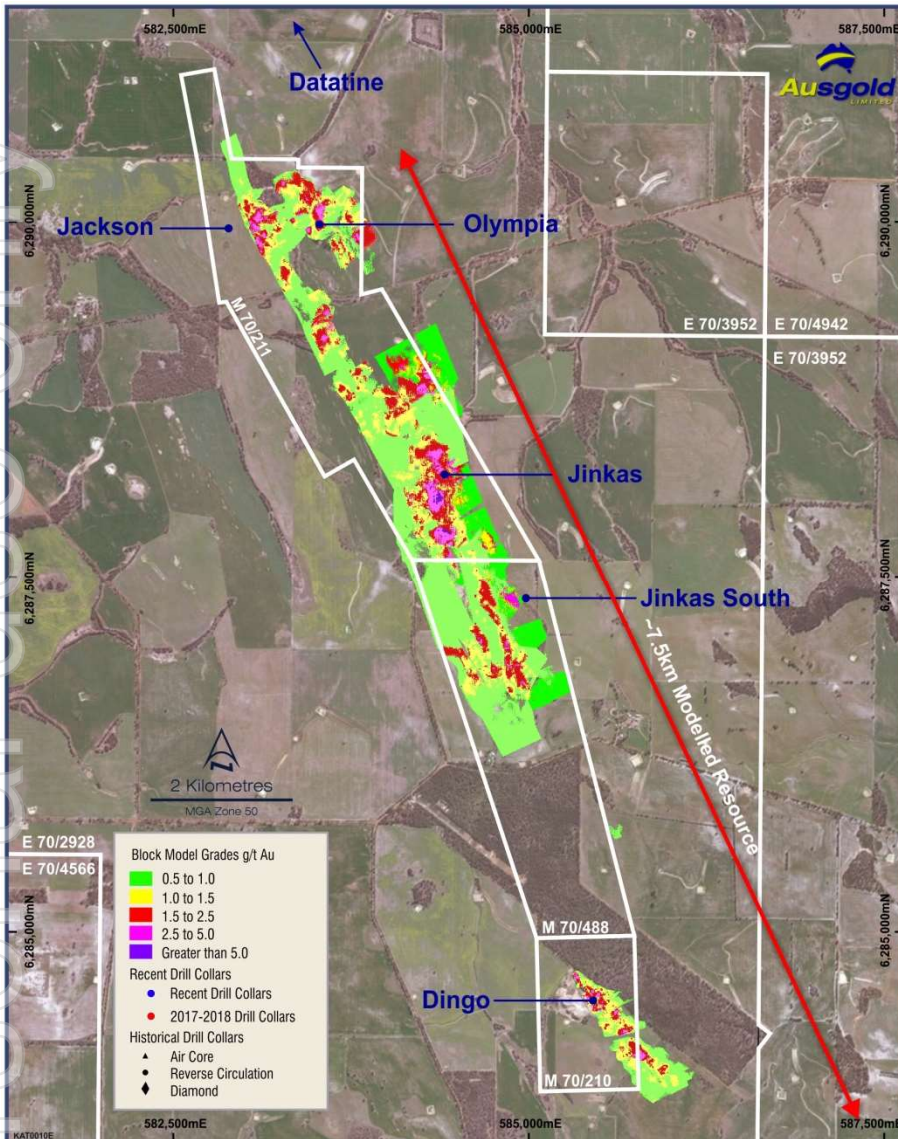 582,500mE
585,000mE
587,500mE
Datatine
Ausgold
LIMITED
6,290,000mN
6,290,000mN
Jackson
Olympia
M 70/211
E 70/3952
E 70/4942
E 70/3952
Jinkas
6,287,500mN
6,287,500mN
Jinkas South
~7.5km Modelled Resource
2 Kilometres
MGA Zone 50
E 70/2928
E 70/4566
Block Model Grades g/t Au
0.5 to 1.0
1.0 to 1.5
1.5 to 2.5
2.5 to 5.0
Greater than 5.0
Recent Drill Collars
Recent Drill Collars
2017-2018 Drill Collars
Historical Drill Collars
Air Core
Reverse Circulation
Diamond
6,285,000mN
6,285,000mN
M 70/488
Dingo
M 70/210
KAT0010E
582,500mE
585,000mE
587,500mE